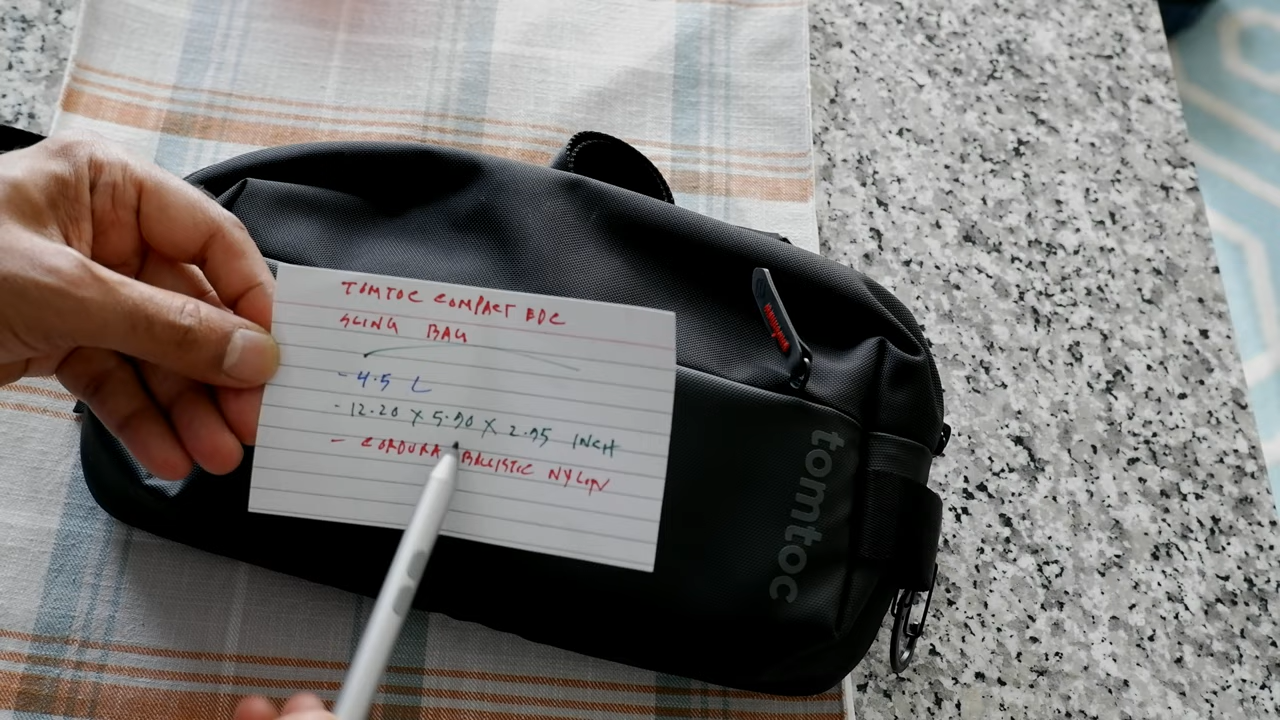 TOMTOC COMPACT EDC
SLING BAG
- 4.5 L
- 12.20 X 5.90 X 2.95 INCH
- CORDURA BALLISTIC NYLON
tomtoc